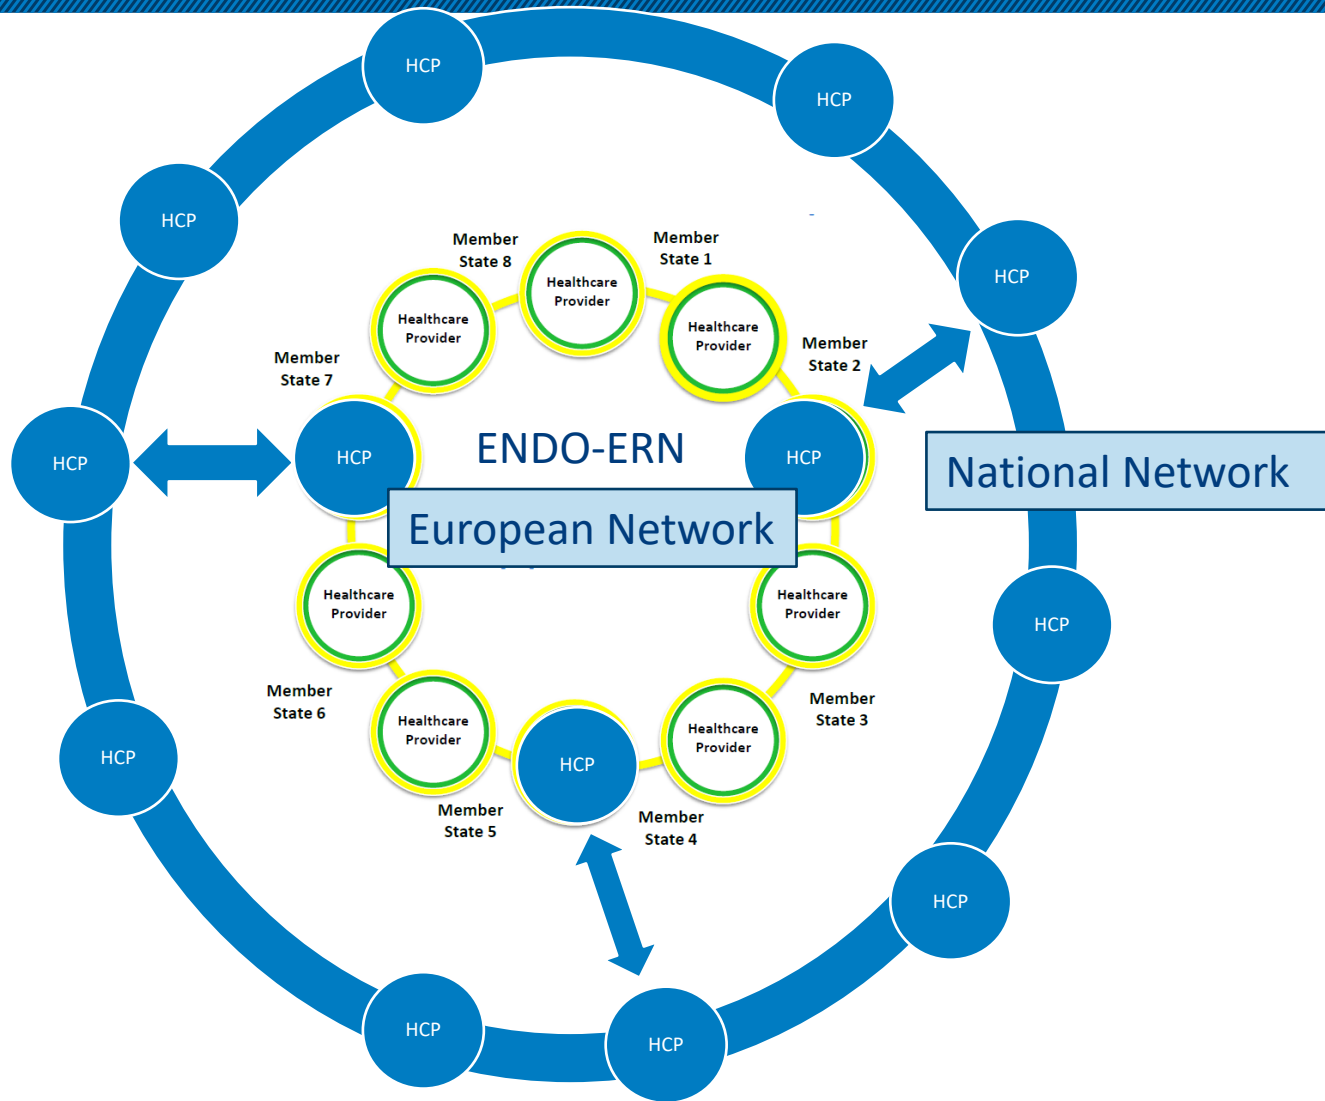 HCP
HCP
HCP
HCP
Member
State 8
Member
State 1
Healthcare
Provider
Healthcare
Provider
Healthcare
Provider
Member
State 7
Member
State 2
HCP
HCP
ENDO-ERN
HCP
National Network
European Network
Healthcare
Provider
Healthcare
Provider
HCP
Member
State 6
Member
State 3
Healthcare
Provider
Healthcare
Provider
HCP
HCP
Member
State 5
Member
State 4
HCP
HCP
HCP